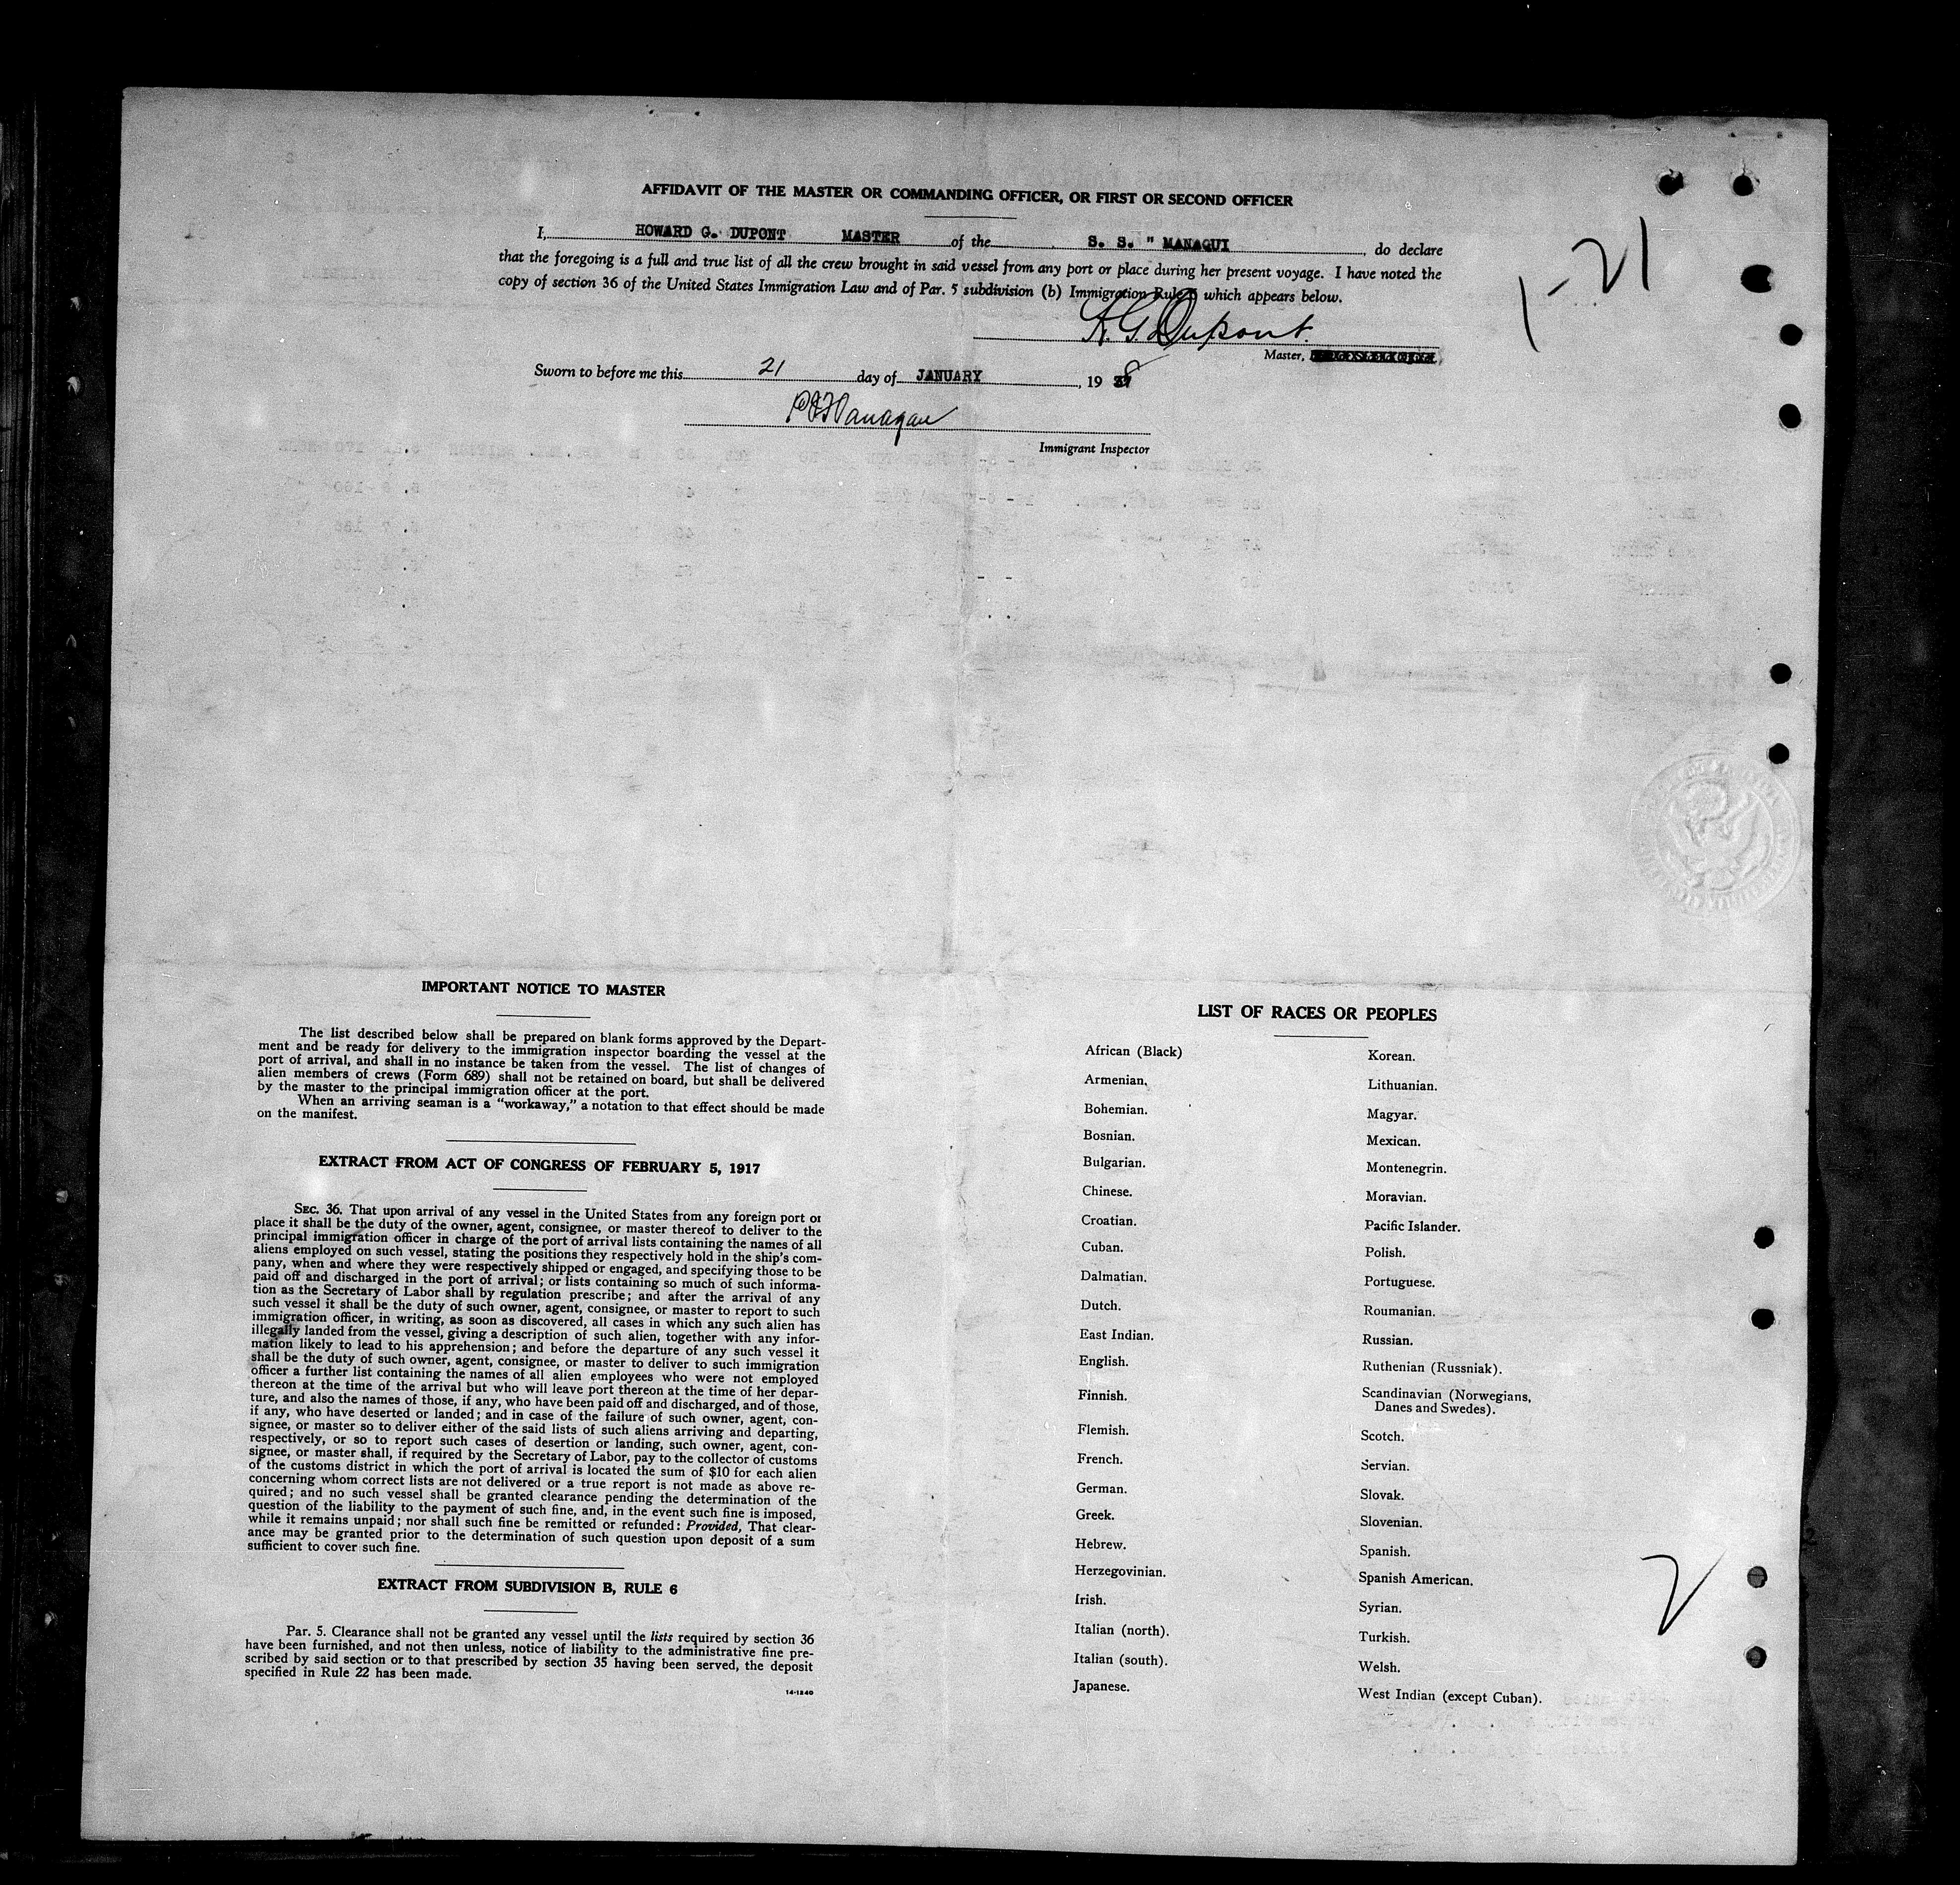 AFFIDAVIT OF THE MASTER OR COMMANDING OFFICER, OR FIRST OR SECOND OFFICER
I, HOWARD G. DUPONT MASTER of the S. S. " MANAQUI , do declare
that the foregoing is a full and true list of all the crew brought in said vessel from any port or place during her present voyage. I have noted the
copy of section 36 of the United States Immigration Law and of Par. 5 subdivision (b) Immigration Rule which appears below.
H. G. Dupont.
Master,
Sworn to before me this 21 day of JANUARY , 19 38
Flanagan
Immigrant Inspector
1-21
IMPORTANT NOTICE TO MASTER
The list described below shall be prepared on blank forms approved by the Depart-
ment and be ready for delivery to the immigration inspector boarding the vessel at the
port of arrival, and shall in no instance be taken from the vessel. The list of changes of
alien members of crews (Form 689) shall not be retained on board, but shall be delivered
by the master to the principal immigration officer at the port.
When an arriving seaman is a "workaway," a notation to that effect should be made
on the manifest.
EXTRACT FROM ACT OF CONGRESS OF FEBRUARY 5, 1917
SEC. 36. That upon arrival of any vessel in the United States from any foreign port or
place it shall be the duty of the owner, agent, consignee, or master thereof to deliver to the
principal immigration officer in charge of the port of arrival lists containing the names of all
aliens employed on such vessel, stating the positions they respectively hold in the ship's com-
pany, when and where they were respectively shipped or engaged, and specifying those to be
paid off and discharged in the port of arrival; or lists containing so much of such informa-
tion as the Secretary of Labor shall by regulation prescribe; and after the arrival of any
such vessel it shall be the duty of such owner, agent, consignee, or master to report to such
immigration officer, in writing, as soon as discovered, all cases in which any such alien has
illegally landed from the vessel, giving a description of such alien, together with any infor-
mation likely to lead to his apprehension; and before the departure of any such vessel it
shall be the duty of such owner, agent, consignee, or master to deliver to such immigration
officer a further list containing the names of all alien employees who were not employed
thereon at the time of the arrival but who will leave port thereon at the time of her depar-
ture, and also the names of those, if any, who have been paid off and discharged, and of those,
if any, who have deserted or landed; and in case of the failure of such owner, agent, con-
signee, or master so to deliver either of the said lists of such aliens arriving and departing,
respectively, or so to report such cases of desertion or landing, such owner, agent, con-
signee, or master shall, if required by the Secretary of Labor, pay to the collector of customs
of the customs district in which the port of arrival is located the sum of $10 for each alien
concerning whom correct lists are not delivered or a true report is not made as above re-
quired; and no such vessel shall be granted clearance pending the determination of the
question of the liability to the payment of such fine, and, in the event such fine is imposed,
while it remains unpaid; nor shall such fine be remitted or refunded: Provided, That clear-
ance may be granted prior to the determination of such question upon deposit of a sum
sufficient to cover such fine.
EXTRACT FROM SUBDIVISION B, RULE 6
Par. 5. Clearance shall not be granted any vessel until the lists required by section 36
have been furnished, and not then unless, notice of liability to the administrative fine pre-
scribed by said section or to that prescribed by section 35 having been served, the deposit
specified in Rule 22 has been made.
14-1240
LIST OF RACES OR PEOPLES
African (Black)
Armenian.
Bohemian.
Bosnian.
Bulgarian.
Chinese.
Croatian.
Cuban.
Dalmatian.
Dutch.
East Indian.
English.
Finnish.
Flemish.
French.
German.
Greek.
Hebrew.
Herzegovinian.
Irish.
Italian (north).
Italian (south).
Japanese.
Korean.
Lithuanian.
Magyar.
Mexican.
Montenegrin.
Moravian.
Pacific Islander.
Polish.
Portuguese.
Roumanian.
Russian.
Ruthenian (Russniak).
Scandinavian (Norwegians,
Danes and Swedes).
Scotch.
Servian.
Slovak.
Slovenian.
Spanish.
Spanish American.
Syrian.
Turkish.
Welsh.
West Indian (except Cuban).